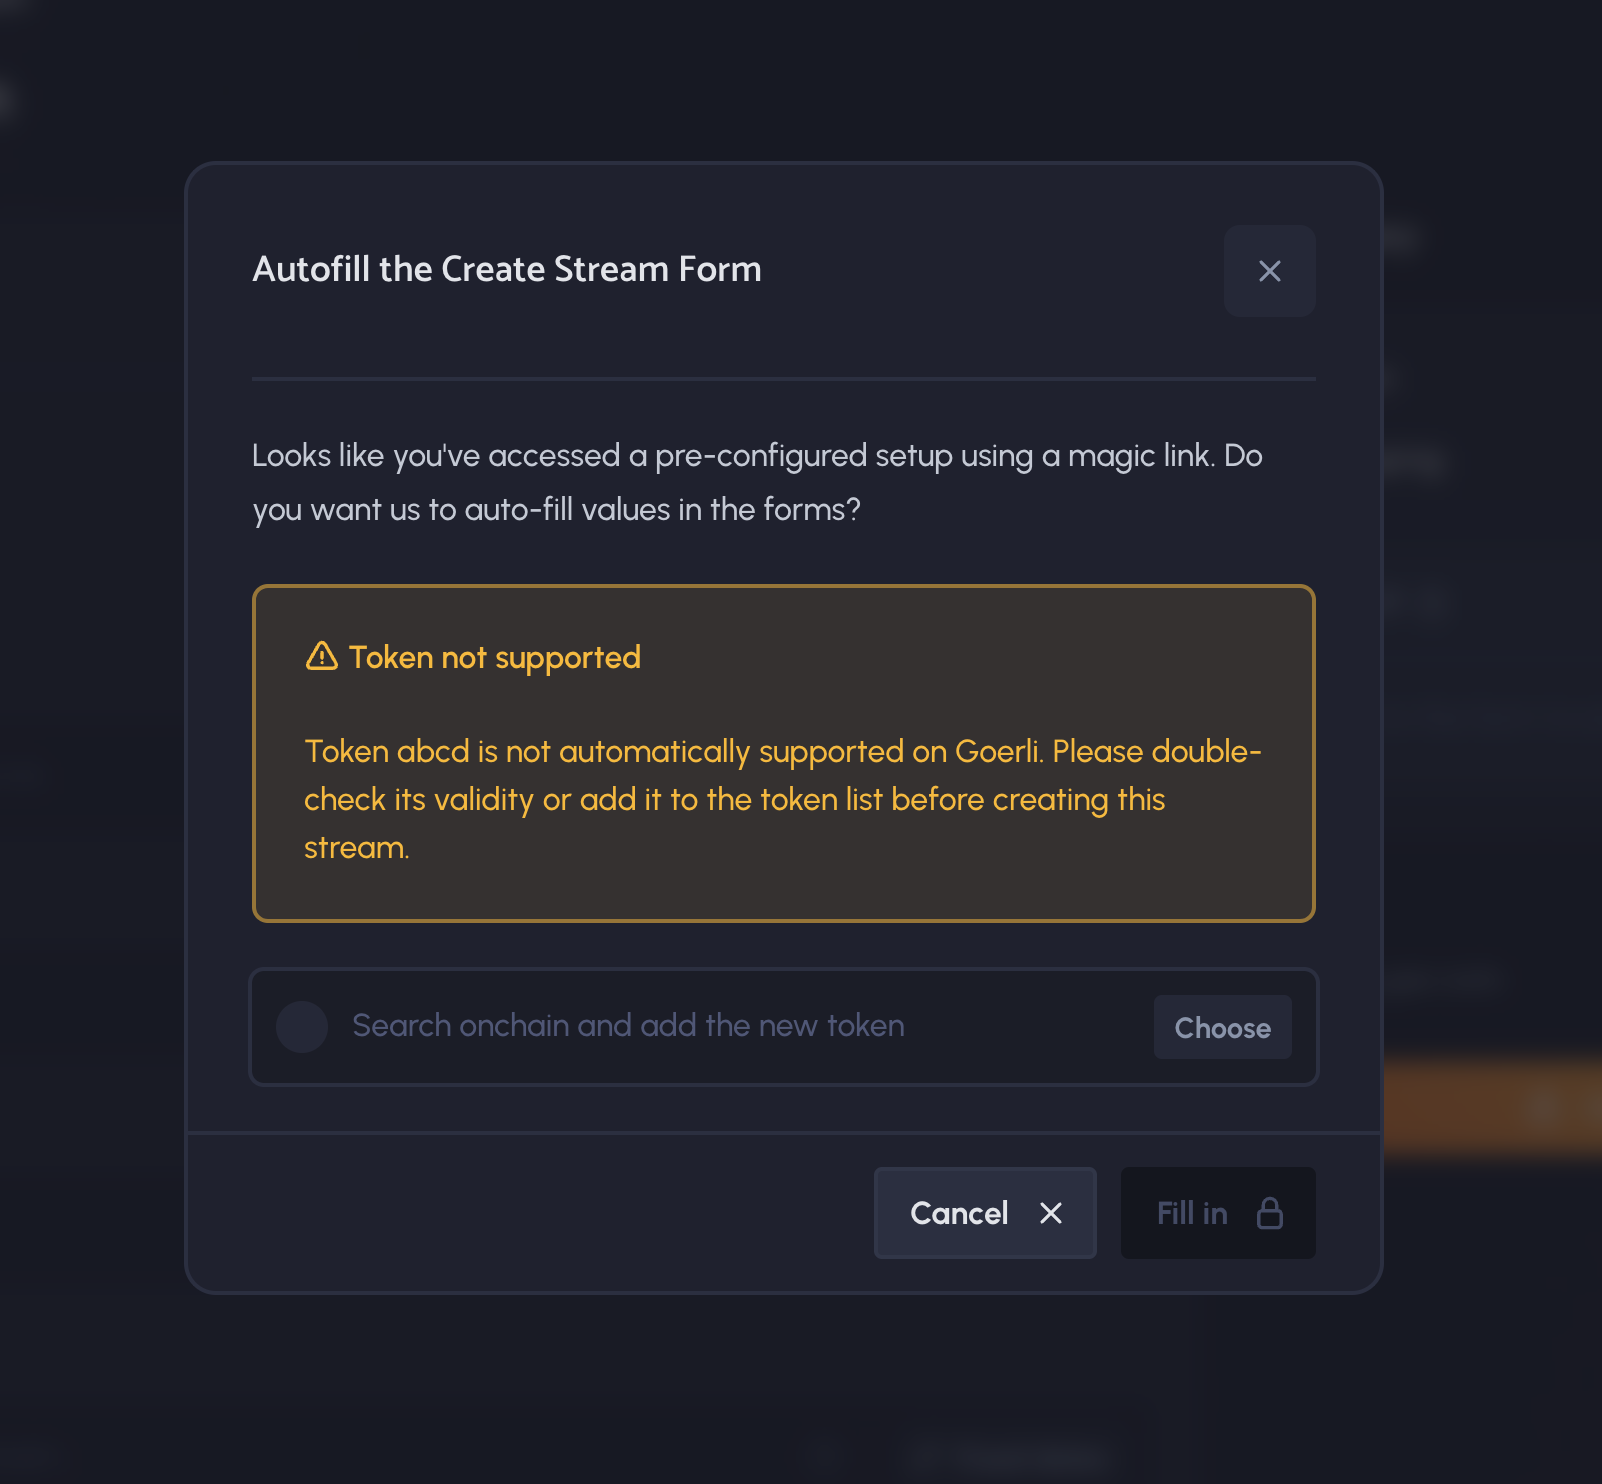 Autofill the Create Stream Form
Looks like you've accessed a pre-configured setup using a magic link. Do
you want us to auto-fill values in the forms?
Token not supported
Token abcd is not automatically supported on Goerli. Please double-
check its validity or add it to the token list before creating this
stream.
Search onchain and add the new token
Choose
Cancel
Fill in